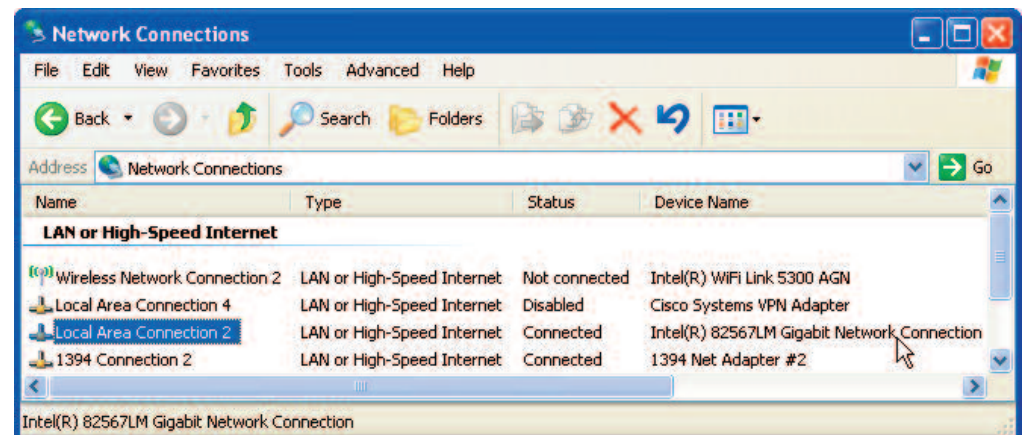 Network Connections
File Edit View Favorites Tools Advanced Help
Back Search Folders
Address Network Connections Go
Name Type Status Device Name
LAN or High-Speed Internet
Wireless Network Connection 2 LAN or High-Speed Internet Not connected Intel(R) WiFi Link 5300 AGN
Local Area Connection 4 LAN or High-Speed Internet Disabled Cisco Systems VPN Adapter
Local Area Connection 2 LAN or High-Speed Internet Connected Intel(R) 82567LM Gigabit Network Connection
1394 Connection 2 LAN or High-Speed Internet Connected 1394 Net Adapter #2
Intel(R) 82567LM Gigabit Network Connection